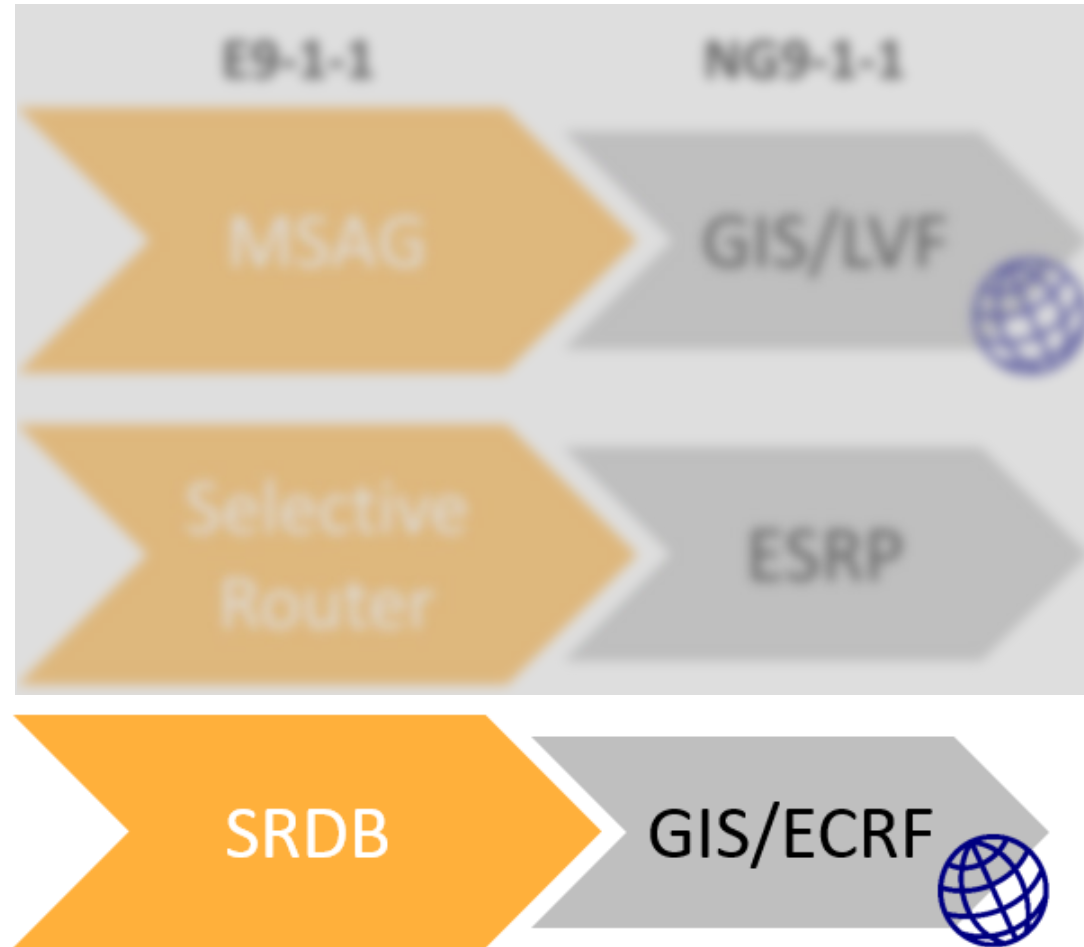 E9-1-1 NG9-1-1
MSAG GIS/LVF
Selective
Router
ESRP
SRDB GIS/ECRF